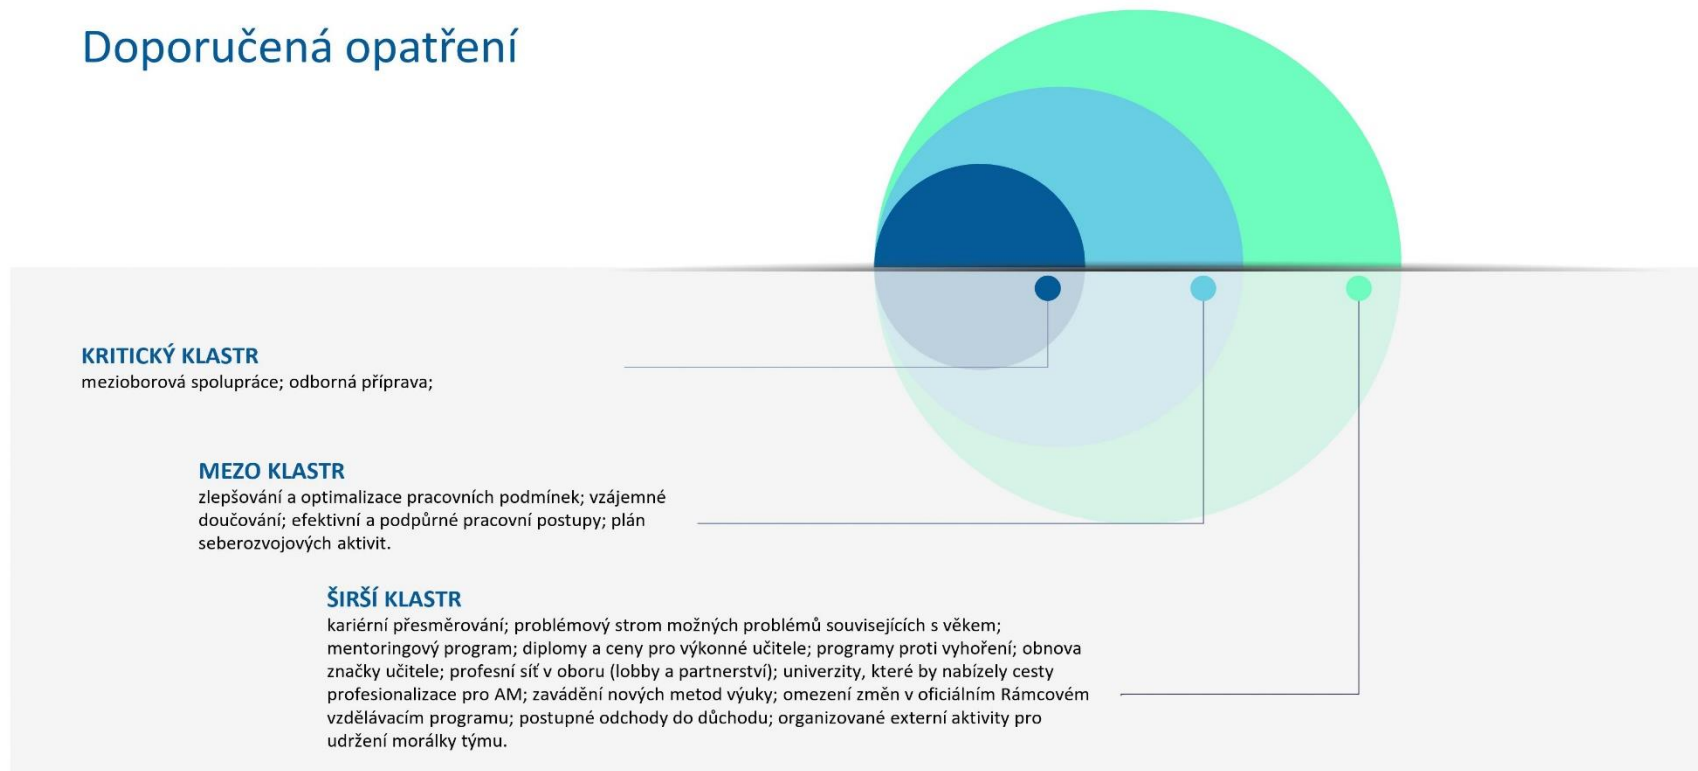 Doporučená opatření
KRITICKÝ KLASTR
mezioborová spolupráce; odborná příprava;
MEZO KLASTR
zlepšování a optimalizace pracovních podmínek; vzájemné
doučování; efektivní a podpůrné pracovní postupy; plán
seberozvojových aktivit.
ŠIRŠÍ KLASTR
kariérní přesměrování; problémový strom možných problémů souvisejících s věkem;
mentoringový program; diplomy a ceny pro výkonné učitele; programy proti vyhoření; obnova
značky učitele; profesní síť v oboru (lobby a partnerství); univerzity, které by nabízely cesty
profesionalizace pro AM; zavádění nových metod výuky; omezení změn v oficiálním Rámcovém
vzdělávacím programu; postupné odchody do důchodu; organizované externí aktivity pro
udržení morálky týmu.